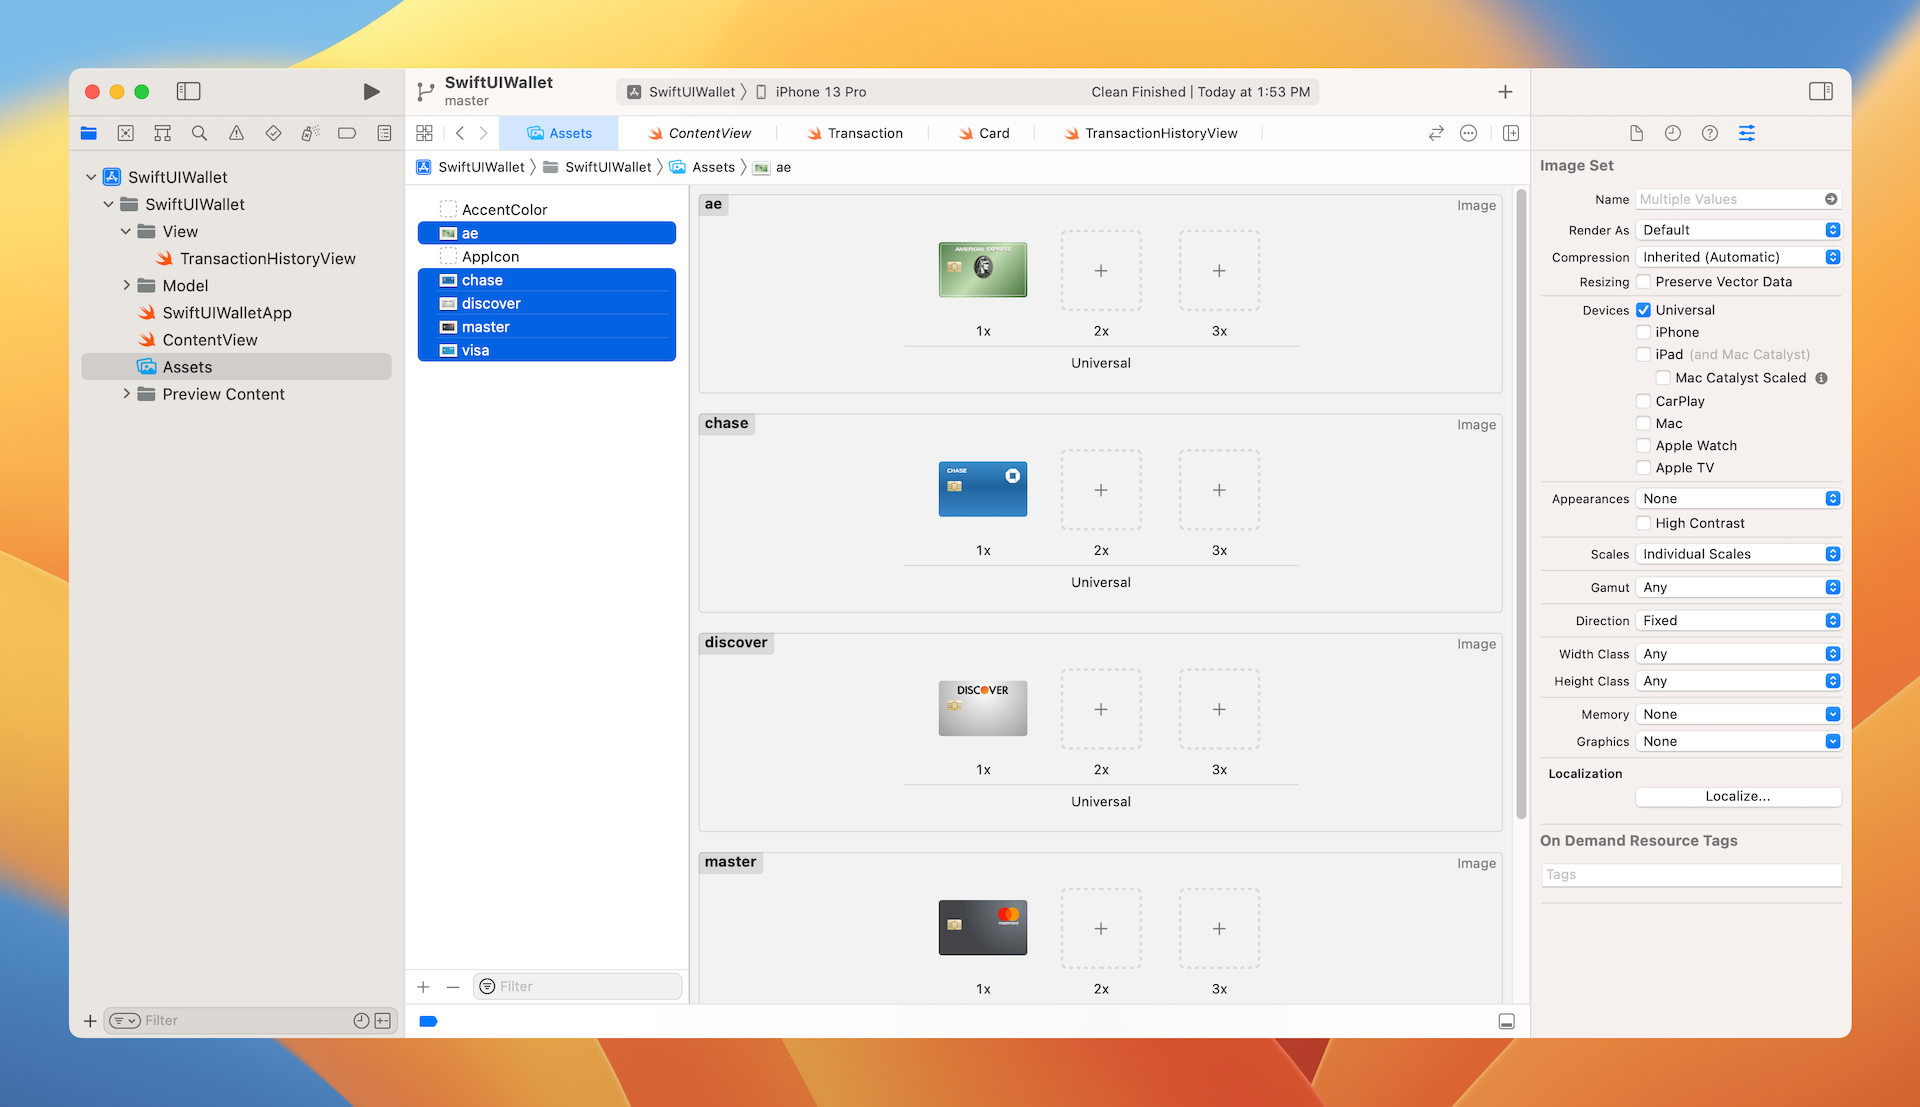 SwiftUIWallet
master
SwiftUIWallet
iPhone 13 Pro
Clean Finished | Today at 1:53 PM
Assets
ContentView
Transaction
Card
TransactionHistoryView
SwiftUIWallet
SwiftUIWallet
Assets
ae
SwiftUIWallet
SwiftUIWallet
View
TransactionHistoryView
Model
SwiftUIWalletApp
ContentView
Assets
Preview Content
Filter
AccentColor
ae
AppIcon
chase
discover
master
visa
Filter
ae
Image
AMERICAN EXPRESS
1x
2x
3x
Universal
chase
Image
CHASE
1x
2x
3x
Universal
discover
Image
DISCOVER
1x
2x
3x
Universal
master
Image
mastercard
1x
2x
3x
Image Set
Name Multiple Values
Render As Default
Compression Inherited (Automatic)
Resizing Preserve Vector Data
Devices Universal
iPhone
iPad (and Mac Catalyst)
Mac Catalyst Scaled
CarPlay
Mac
Apple Watch
Apple TV
Appearances None
High Contrast
Scales Individual Scales
Gamut Any
Direction Fixed
Width Class Any
Height Class Any
Memory None
Graphics None
Localization
Localize...
On Demand Resource Tags
Tags